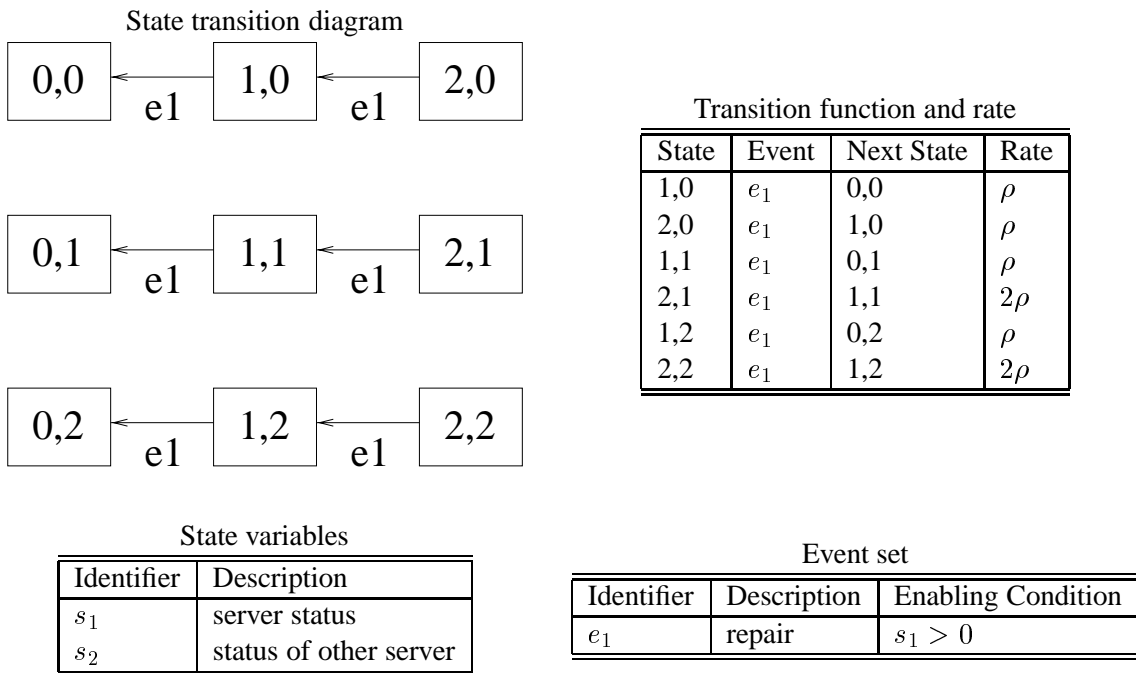 State transition diagram
0,0 1,0 2,0
e1 e1
0,1 1,1 2,1
e1 e1
0,2 1,2 2,2
e1 e1
Transition function and rate
State Event Next State Rate
1,0 e₁ 0,0 ρ
2,0 e₁ 1,0 ρ
1,1 e₁ 0,1 ρ
2,1 e₁ 1,1 2ρ
1,2 e₁ 0,2 ρ
2,2 e₁ 1,2 2ρ
State variables
Identifier Description
s₁ server status
s₂ status of other server
Event set
Identifier Description Enabling Condition
e₁ repair s₁ > 0